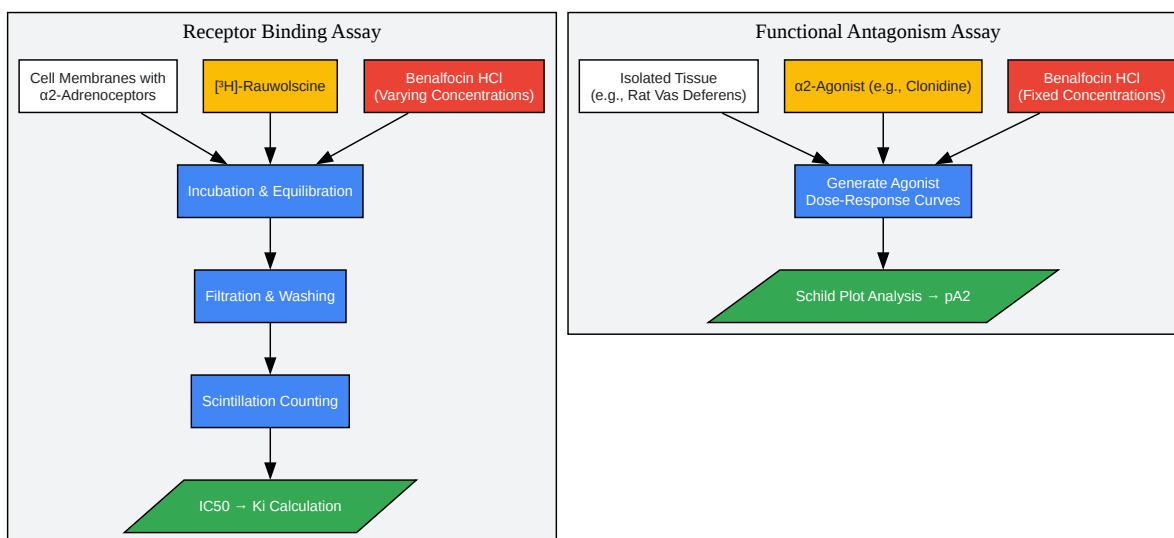 Receptor Binding Assay
Cell Membranes with
α2-Adrenoceptors
[³H]-Rauwolscine
Benalfocin HCl
(Varying Concentrations)
Incubation & Equilibration
Filtration & Washing
Scintillation Counting
IC50 → Ki Calculation
Functional Antagonism Assay
Isolated Tissue
(e.g., Rat Vas Deferens)
α2-Agonist (e.g., Clonidine)
Benalfocin HCl
(Fixed Concentrations)
Generate Agonist
Dose-Response Curves
Schild Plot Analysis → pA2